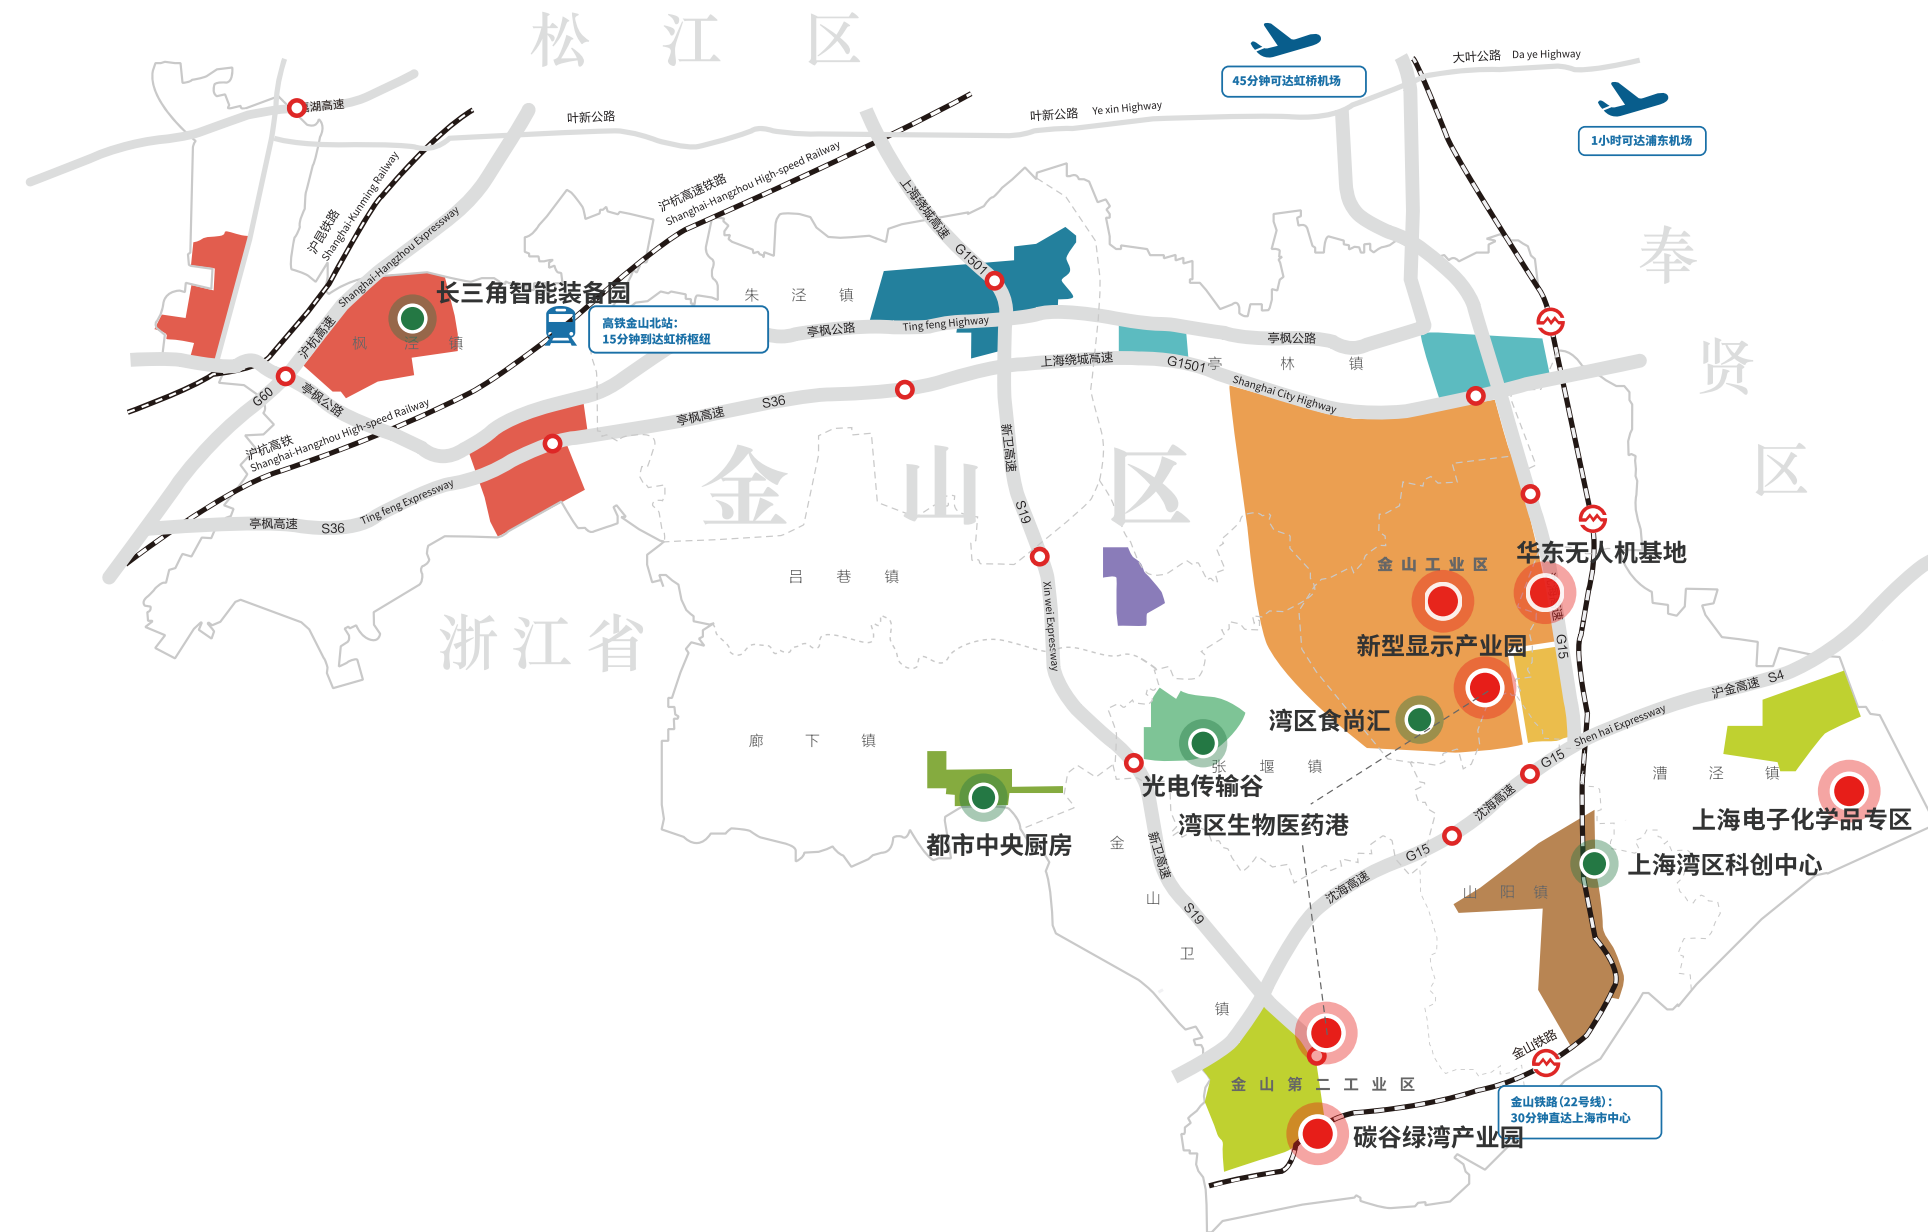 松江区
45分钟可达虹桥机场
大叶公路 Da ye Highway
湖高速
叶新公路
叶新公路 Ye xin Highway
1小时可达浦东机场
沪昆铁路
Shanghai-Kunming Railway
沪杭高速铁路
Shanghai-Hangzhou High-speed Railway
上海绕城高速 G1501
Shanghai-Hangzhou Expressway
沪杭高速
奉贤区
长三角智能装备园
枫泾镇
朱泾镇
高铁金山北站：
15分钟到达虹桥枢纽
亭枫公路
Ting feng Highway
亭枫公路
上海绕城高速
G1501
亭林镇
Shanghai City Highway
G60
亭枫公路
沪杭高铁
Shanghai-Hangzhou High-speed Railway
亭枫高速
S36
新卫高速
S19
金山区
亭枫高速
S36
Ting feng Expressway
华东无人机基地
金山工业区
吕巷镇
Xin wei Expressway
浙江省
新型显示产业园
G15
沪金高速 S4
湾区食尚汇
Shen hai Expressway
G15
廊下镇
张堰镇
漕泾镇
光电传输谷
沈海高速
都市中央厨房
湾区生物医药港
上海电子化学品专区
G15
新卫高速
金山卫镇
上海湾区科创中心
沈海高速
山阳镇
S19
金山铁路
金山第二工业区
金山铁路（22号线）：
30分钟直达上海市中心
碳谷绿湾产业园